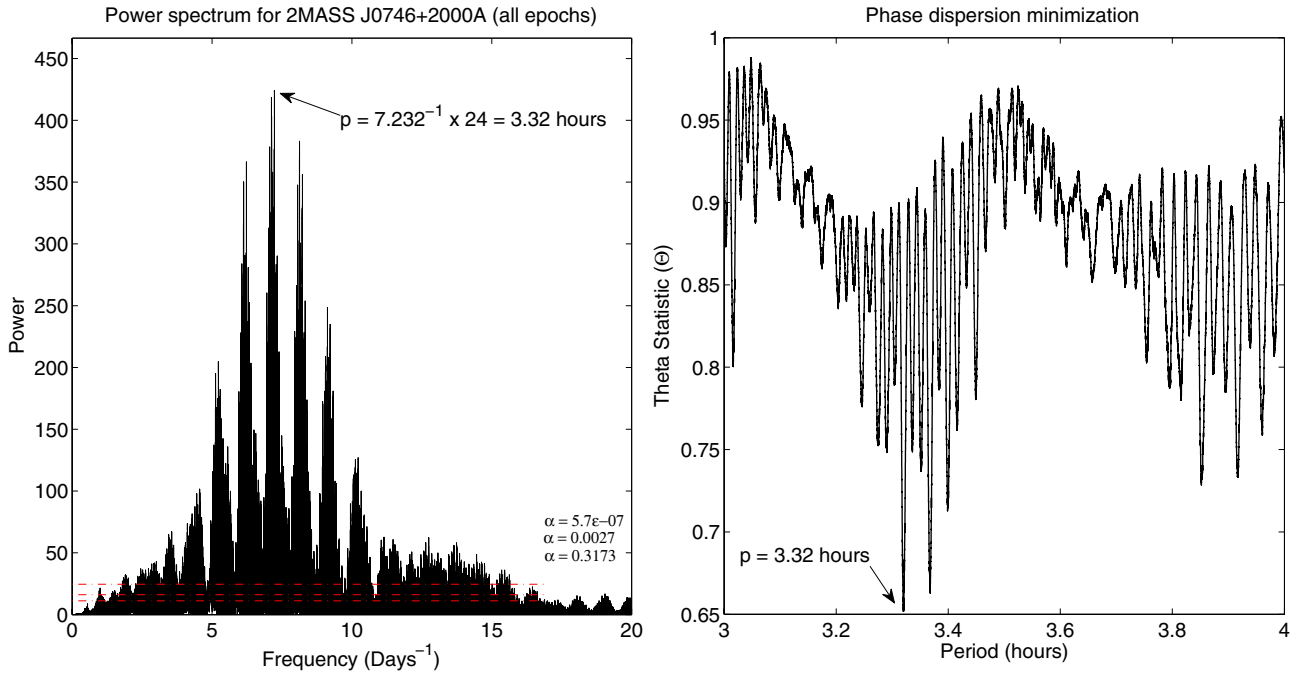 Power spectrum for 2MASS J0746+2000A (all epochs)
450
400
350
300
250
200
150
100
50
0
Power
p = 7.232⁻¹ x 24 = 3.32 hours
α = 5.7ε−07
α = 0.0027
α = 0.3173
0 5 10 15 20
Frequency (Days⁻¹)
Phase dispersion minimization
1
0.95
0.9
0.85
0.8
0.75
0.7
0.65
Theta Statistic (Θ)
p = 3.32 hours
3 3.2 3.4 3.6 3.8 4
Period (hours)